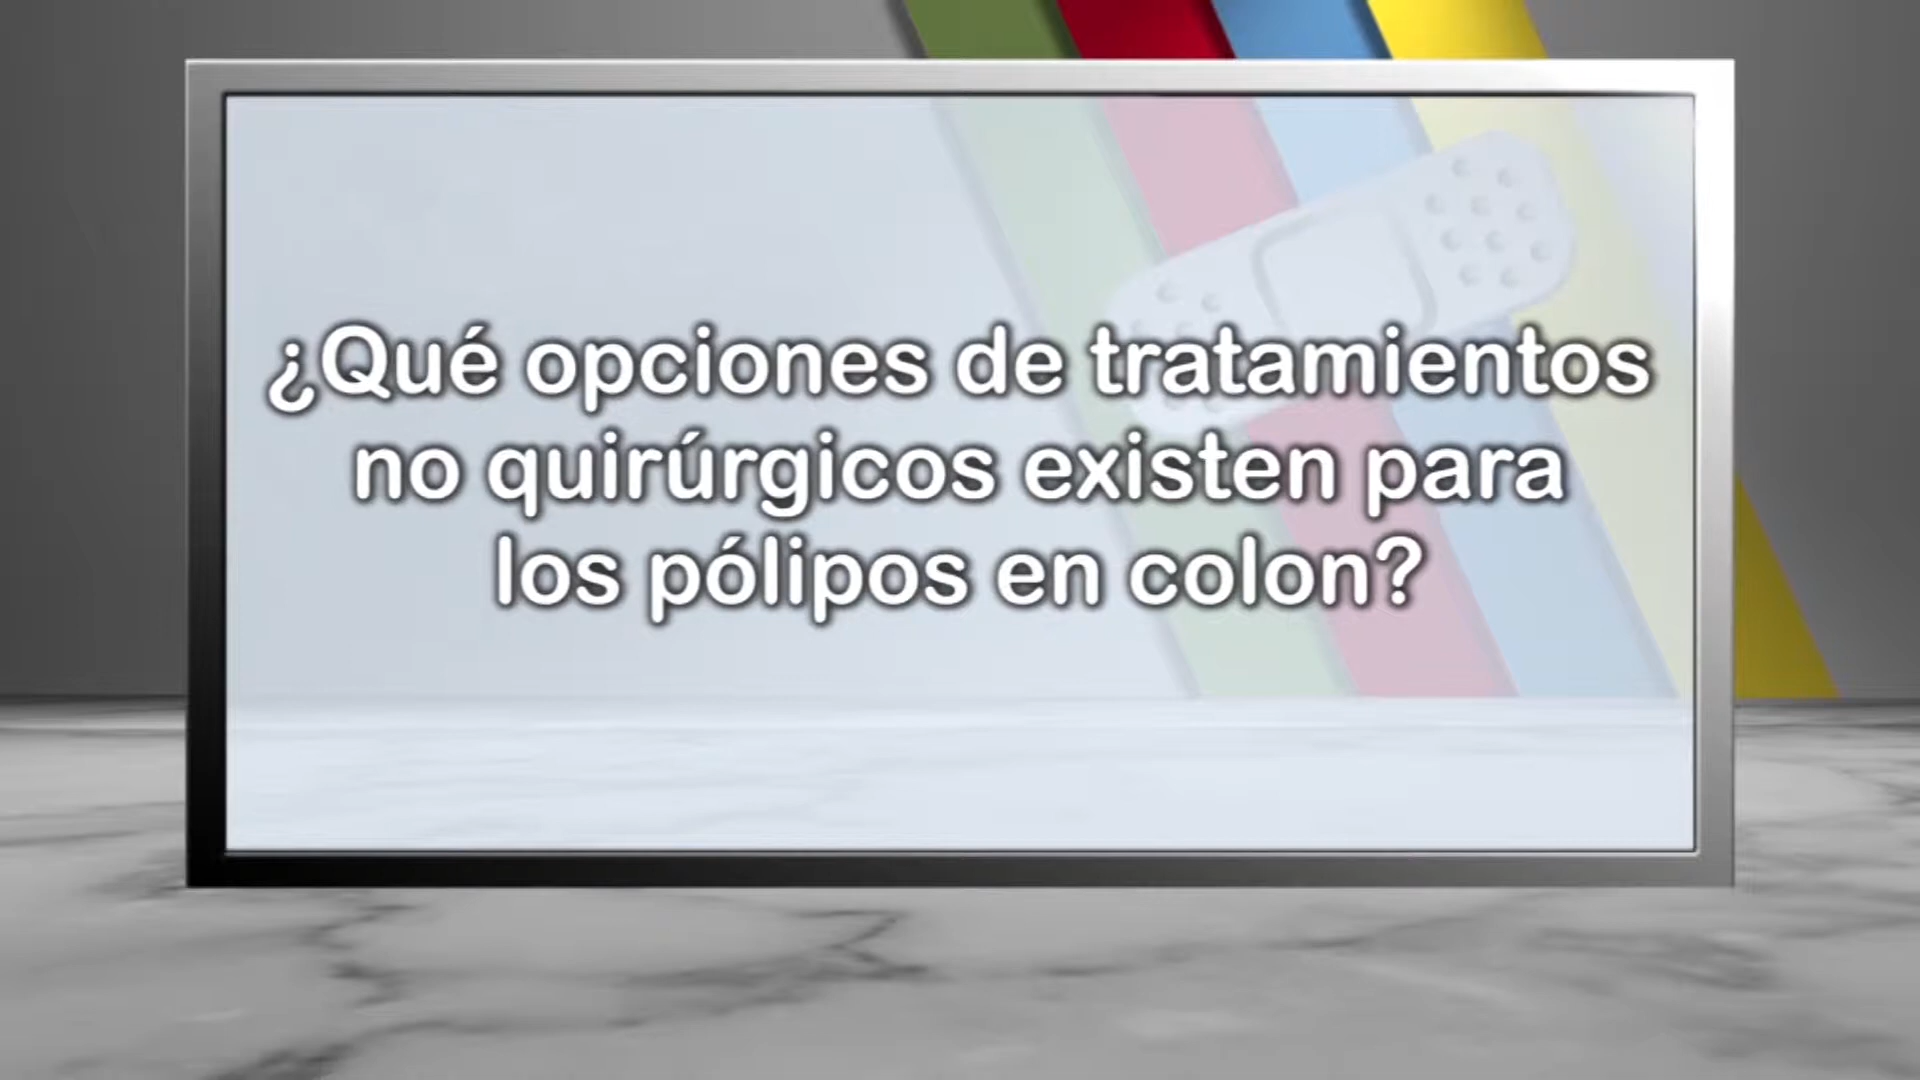 ¿Qué opciones de tratamientos
no quirúrgicos existen para
los pólipos en colon?